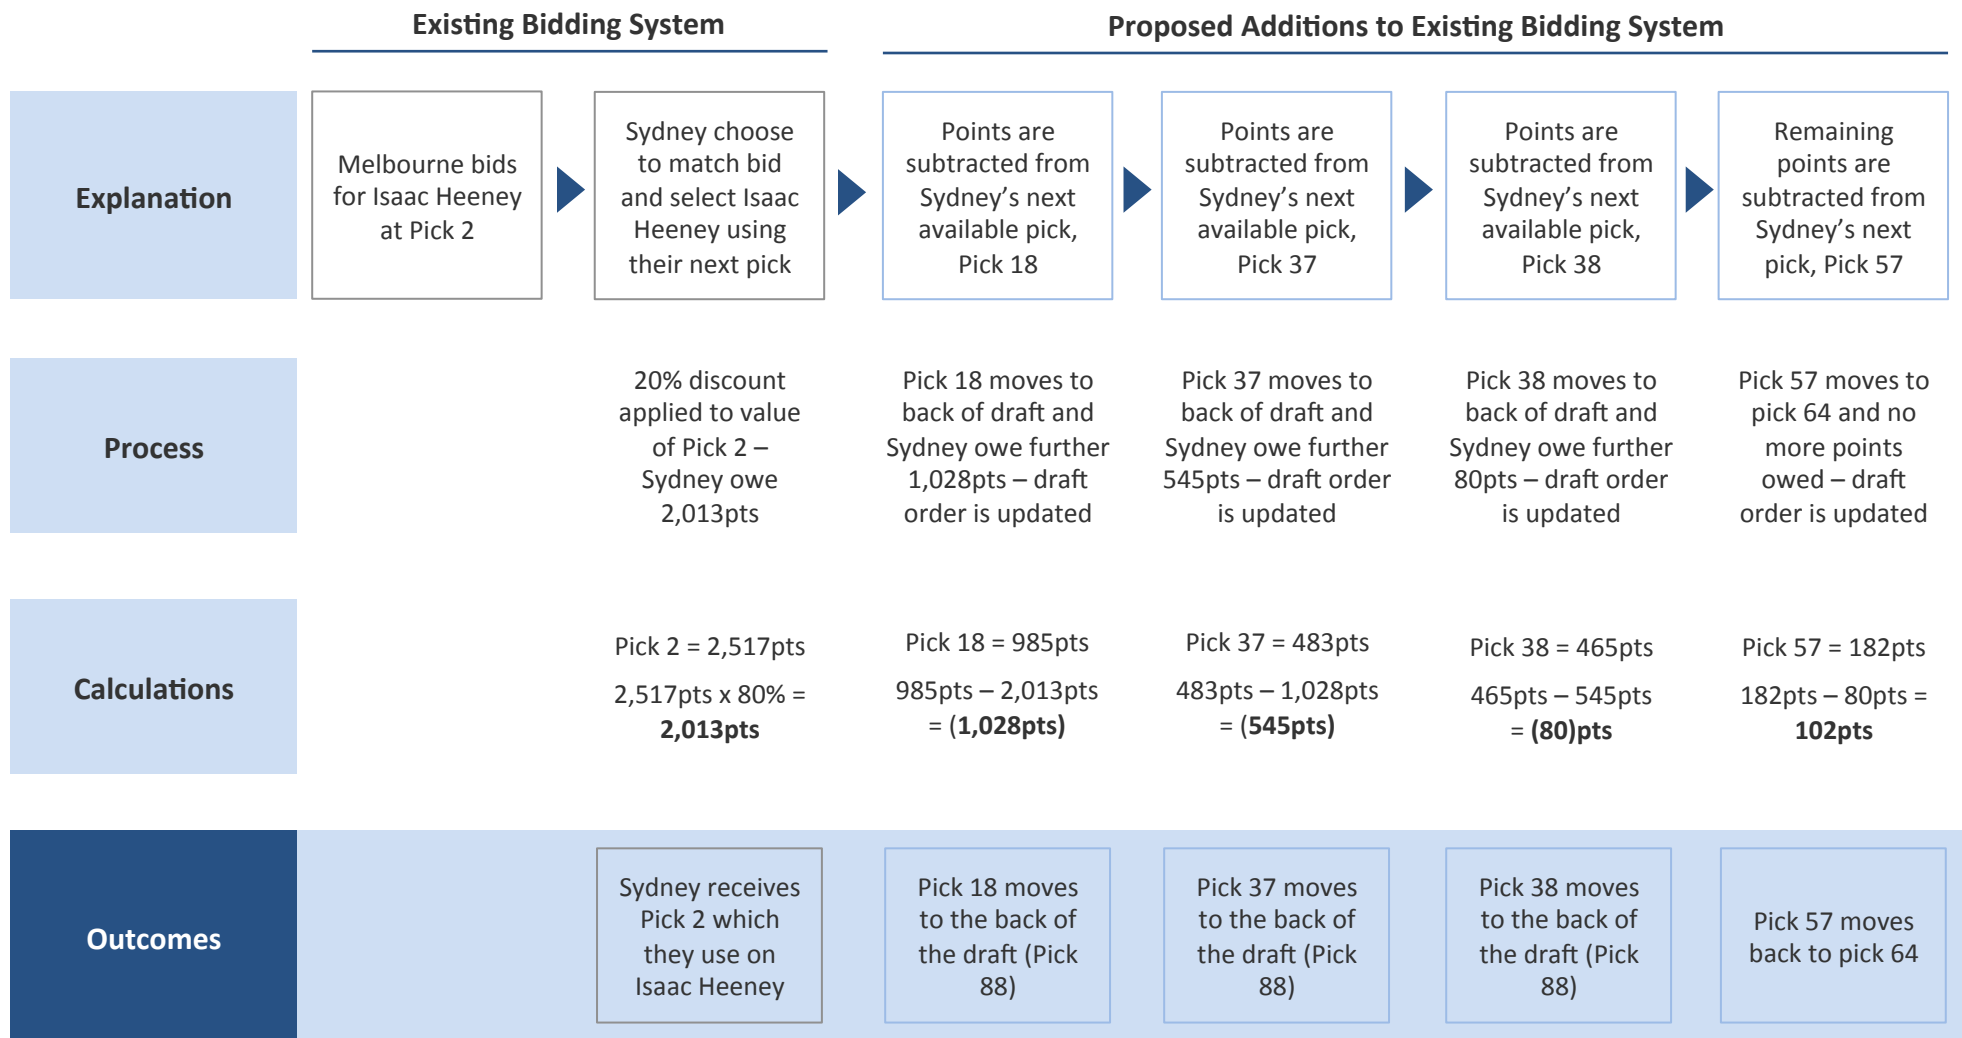 Existing Bidding System
Proposed Additions to Existing Bidding System
Explanation
Melbourne bids
for Isaac Heeney
at Pick 2
Sydney choose
to match bid
and select Isaac
Heeney using
their next pick
Points are
subtracted from
Sydney’s next
available pick,
Pick 18
Points are
subtracted from
Sydney’s next
available pick,
Pick 37
Points are
subtracted from
Sydney’s next
available pick,
Pick 38
Remaining
points are
subtracted from
Sydney’s next
pick, Pick 57
Process
20% discount
applied to value
of Pick 2 –
Sydney owe
2,013pts
Pick 18 moves to
back of draft and
Sydney owe further
1,028pts – draft
order is updated
Pick 37 moves to
back of draft and
Sydney owe further
545pts – draft order
is updated
Pick 38 moves to
back of draft and
Sydney owe further
80pts – draft order
is updated
Pick 57 moves to
pick 64 and no
more points
owed – draft
order is updated
Calculations
Pick 2 = 2,517pts
2,517pts x 80% =
2,013pts
Pick 18 = 985pts
985pts – 2,013pts
= (1,028pts)
Pick 37 = 483pts
483pts – 1,028pts
= (545pts)
Pick 38 = 465pts
465pts – 545pts
= (80)pts
Pick 57 = 182pts
182pts – 80pts =
102pts
Outcomes
Sydney receives
Pick 2 which
they use on
Isaac Heeney
Pick 18 moves
to the back of
the draft (Pick
88)
Pick 37 moves
to the back of
the draft (Pick
88)
Pick 38 moves
to the back of
the draft (Pick
88)
Pick 57 moves
back to pick 64